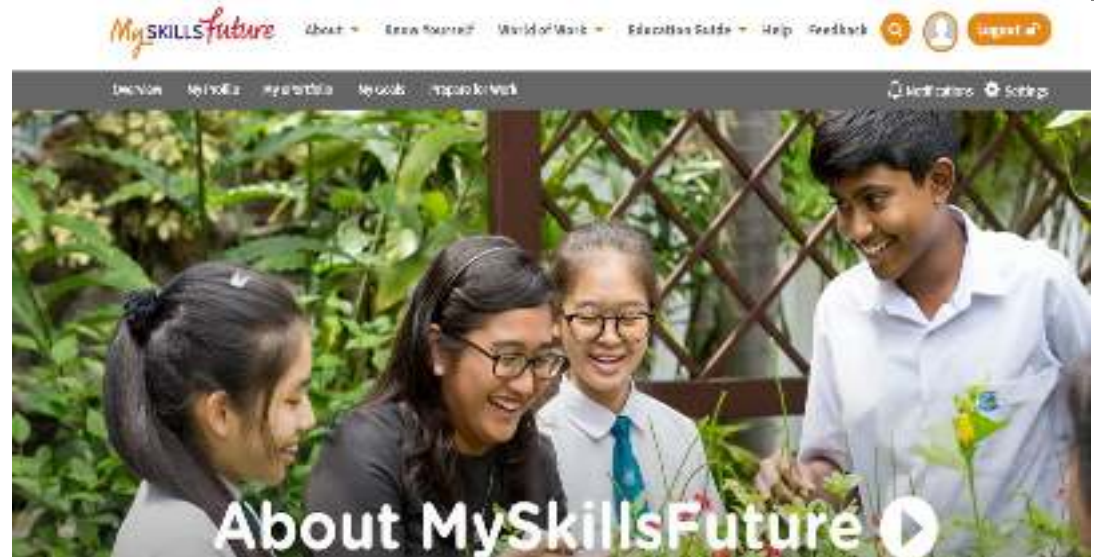 MySKILLSfuture About Know Yourself World of Work Education Guide Help Feedback Logout
Overview My Profile My Portfolio My Goals Prepare for Work Notifications Settings
About MySkillsFuture